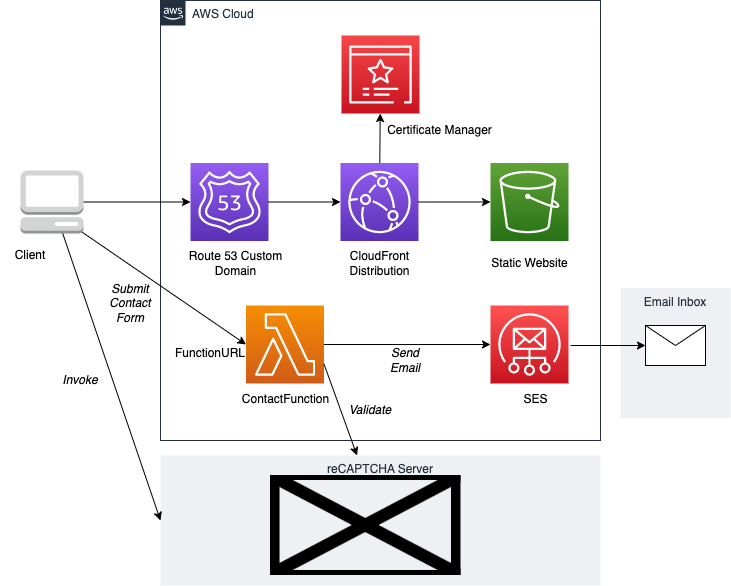 aws
AWS Cloud
Certificate Manager
53
Client
Route 53 Custom
Domain
CloudFront
Distribution
Static Website
Submit
Contact
Form
Email Inbox
FunctionURL
Send
Email
Invoke
ContactFunction
SES
Validate
reCAPTCHA Server